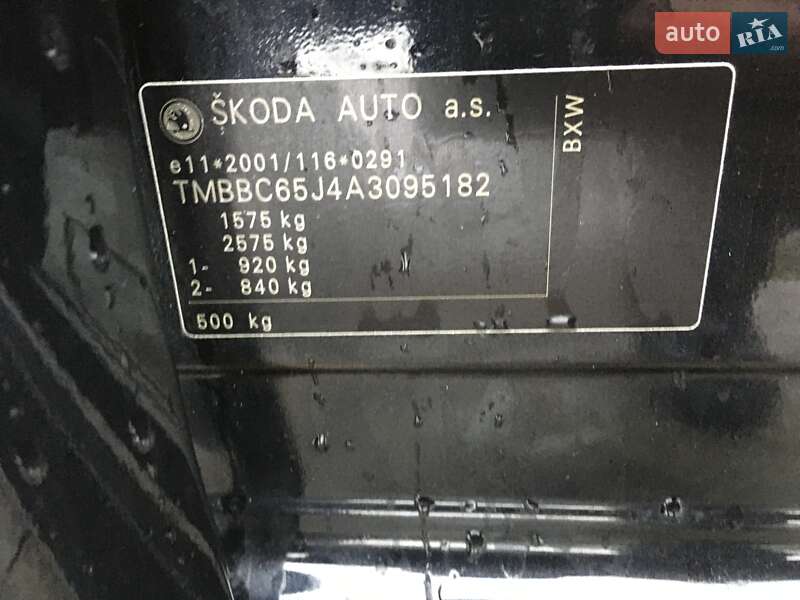 auto RIA .com
ŠKODA AUTO a.s.
BXW
e11*2001/116*0291
TMBBC65J4A3095182
1575 kg
2575 kg
1- 920 kg
2- 840 kg
500 kg